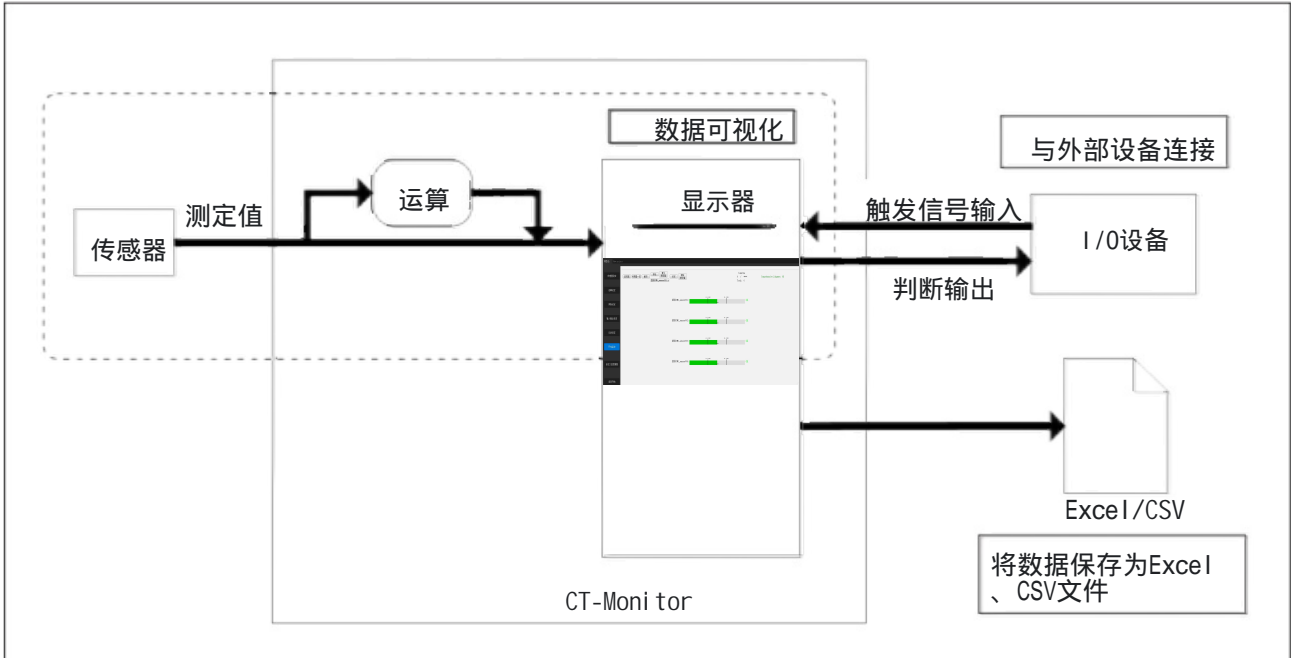 数据可视化
与外部设备连接
运算
显示器
测定值
触发信号输入
传感器
I/O设备
判断输出
Excel/CSV
将数据保存为Excel
、CSV文件
CT-Monitor